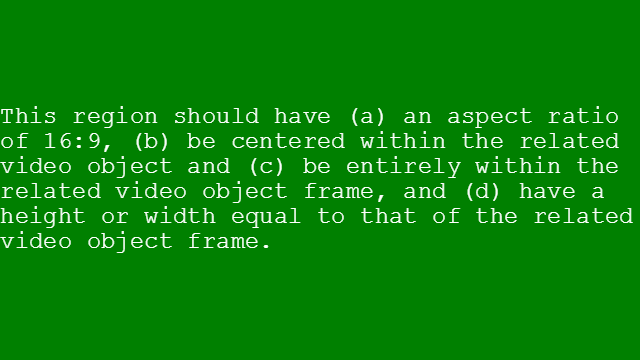 This region should have (a) an aspect ratio
of 16:9, (b) be centered within the related
video object and (c) be entirely within the
related video object frame, and (d) have a
height or width equal to that of the related
video object frame.